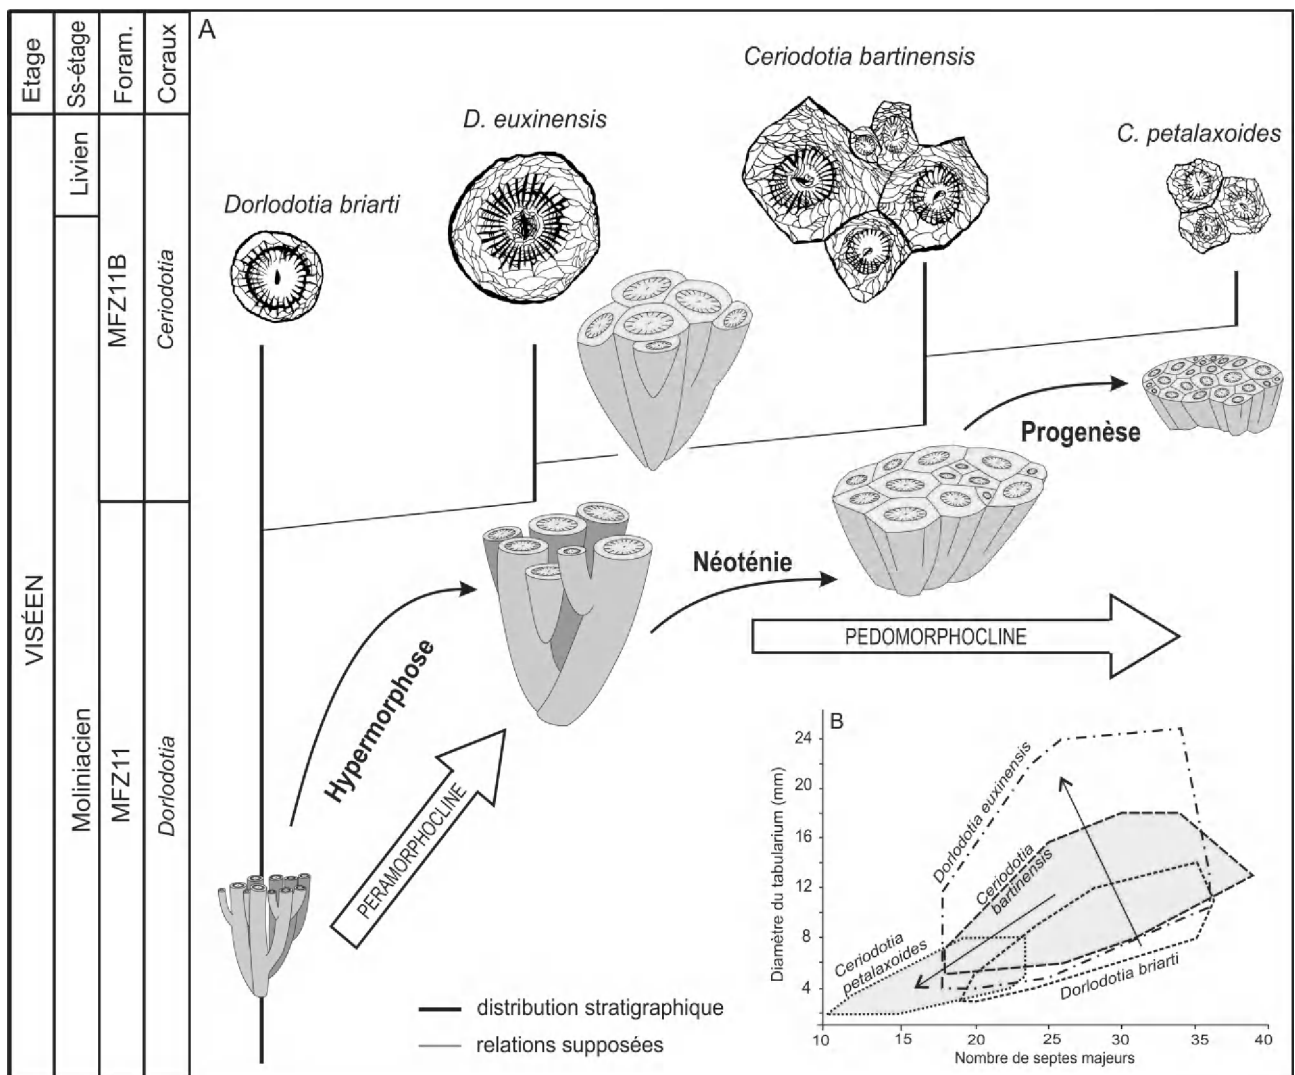 Etage
Ss-étage
Foram.
Coraux
VISÉEN
Livien
Moliniacien
MFZ11B
MFZ11
Ceriodotia
Dorlodotia
A
Dorlodotia briarti
D. euxinensis
Ceriodotia bartinensis
C. petalaxoides
Progenèse
Néoténie
Hypermorphose
PEDOMORPHOCLINE
PERAMORPHOCLINE
distribution stratigraphique
relations supposées
B
Diamètre du tabularium (mm)
24
20
16
12
8
4
Dorlodotia euxinensis
Ceriodotia
bartinensis
Ceriodotia
petalaxoides
Dorlodotia briarti
10 15 20 25 30 35 40
Nombre de septes majeurs